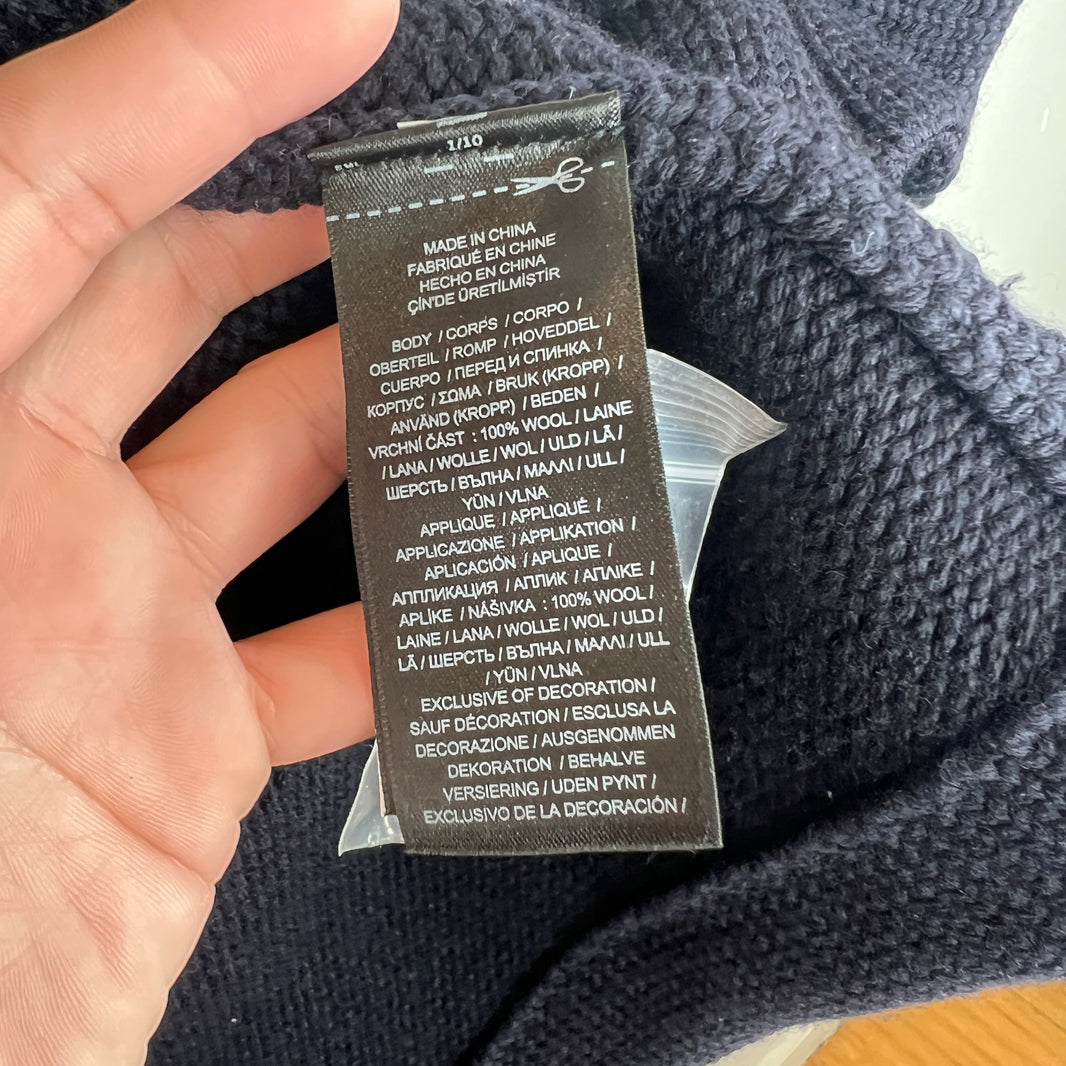 1/10
MADE IN CHINA
FABRIQUÉ EN CHINE
HECHO EN CHINA
ÇİN'DE ÜRETİLMİŞTİR
BODY / CORPS / CORPO /
OBERTEIL / ROMP / HOVEDDEL /
CUERPO / ПЕРЕД И СПИНКА /
КОРПУС / ΣΩΜΑ / BRUK (KROPP) /
ANVÄND (KROPP) / BEDEN /
VRCHNÍ ČÁST : 100% WOOL / LAINE
/ LANA / WOLLE / WOL / ULD / LÃ /
ШЕРСТЬ / ВЪЛНА / ΜΑΛΛΙ / ULL /
YÜN / VLNA
APPLIQUE / APPLIQUÉ /
APPLICAZIONE / APPLIKATION /
APLICACIÓN / APLIQUE /
АППЛИКАЦИЯ / АПЛИК / ΑΠΛΙΚΕ /
APLİKE / NÁŠIVKA : 100% WOOL /
LAINE / LANA / WOLLE / WOL / ULD /
LÃ / ШЕРСТЬ / ВЪЛНА / ΜΑΛΛΙ / ULL
/ YÜN / VLNA
EXCLUSIVE OF DECORATION /
SAUF DÉCORATION / ESCLUSA LA
DECORAZIONE / AUSGENOMMEN
DEKORATION / BEHALVE
VERSIERING / UDEN PYNT /
EXCLUSIVO DE LA DECORACIÓN /